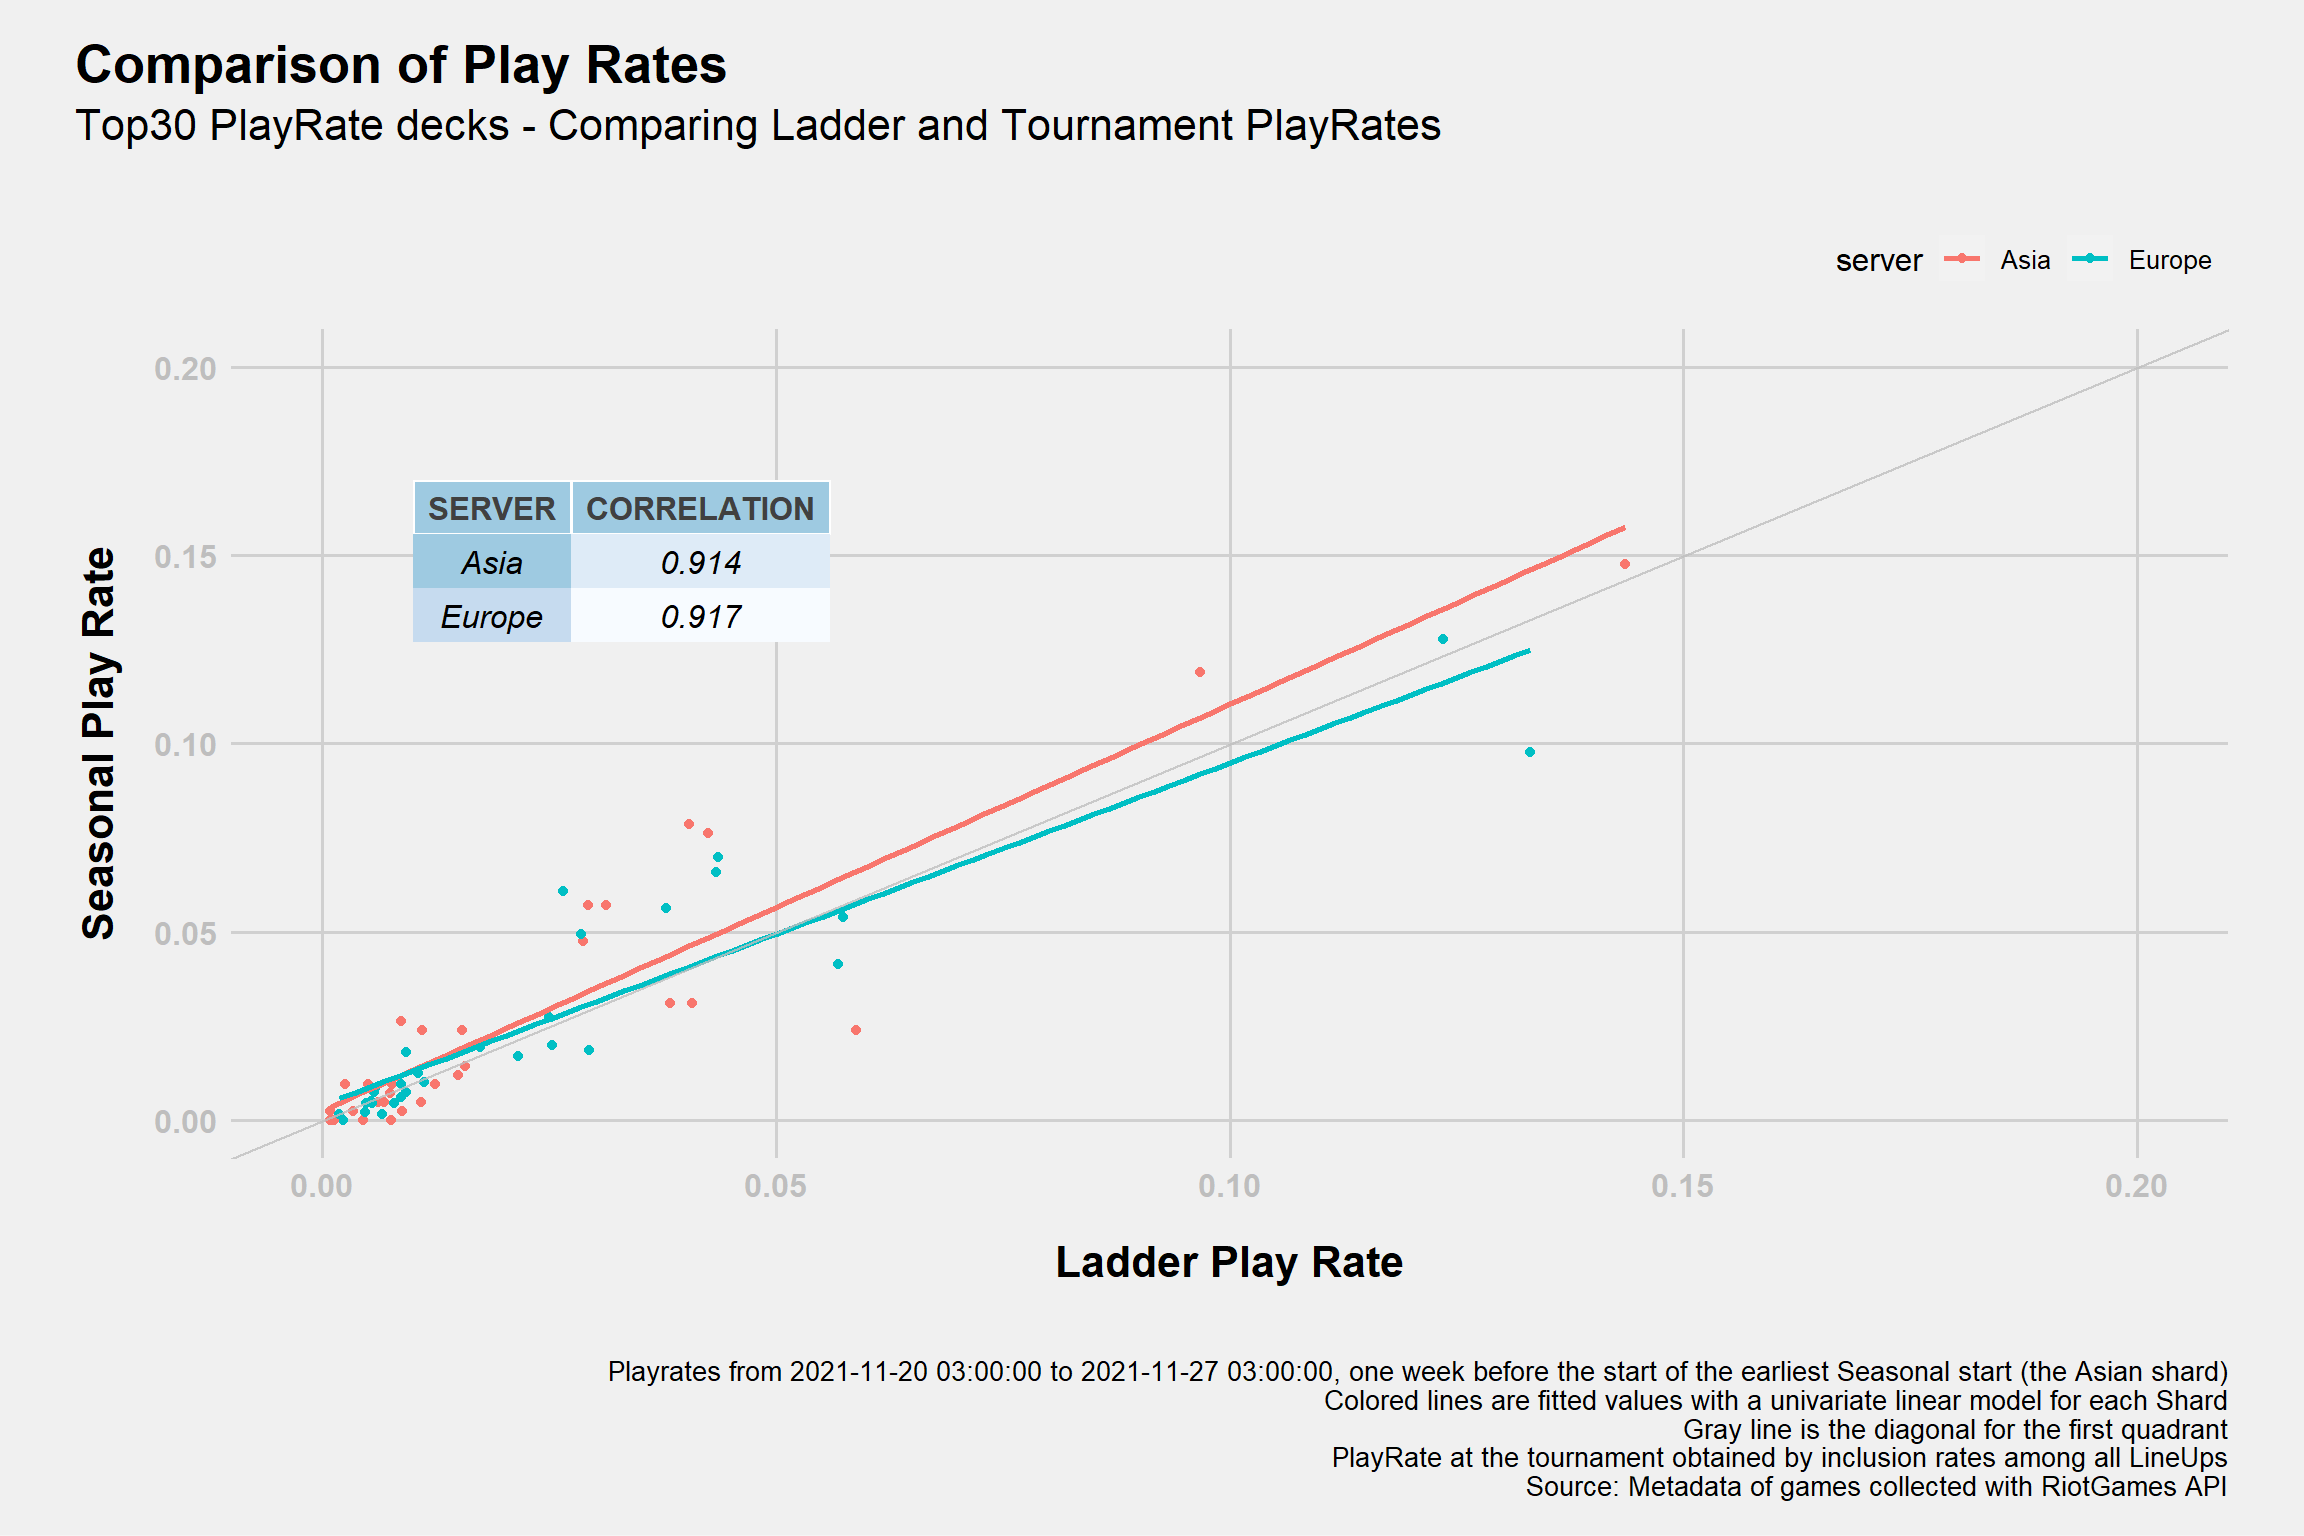 Comparison of Play Rates
Top30 PlayRate decks - Comparing Ladder and Tournament PlayRates
server Asia Europe
0.20
0.15
0.10
0.05
0.00
Seasonal Play Rate
SERVER CORRELATION
Asia 0.914
Europe 0.917
0.00 0.05 0.10 0.15 0.20
Ladder Play Rate
Playrates from 2021-11-20 03:00:00 to 2021-11-27 03:00:00, one week before the start of the earliest Seasonal start (the Asian shard)
Colored lines are fitted values with a univariate linear model for each Shard
Gray line is the diagonal for the first quadrant
PlayRate at the tournament obtained by inclusion rates among all LineUps
Source: Metadata of games collected with RiotGames API